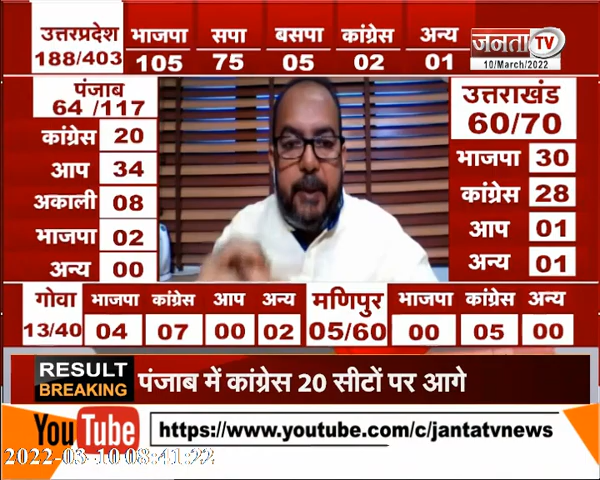 उत्तरप्रदेश भाजपा सपा बसपा कांग्रेस अन्य
188/403 105 75 05 02 01
जनता TV
10/March/2022
पंजाब
64 /117
कांग्रेस 20
आप 34
अकाली 08
भाजपा 02
अन्य 00
उत्तराखंड
60/70
भाजपा 30
कांग्रेस 28
आप 01
अन्य 01
गोवा भाजपा कांग्रेस आप अन्य मणिपुर भाजपा कांग्रेस अन्य
13/40 04 07 00 02 05/60 00 05 00
RESULT
BREAKING
पंजाब में कांग्रेस 20 सीटों पर आगे
YouTube https://www.youtube.com/c/jantatvnews
2022-03-10 08:41:22